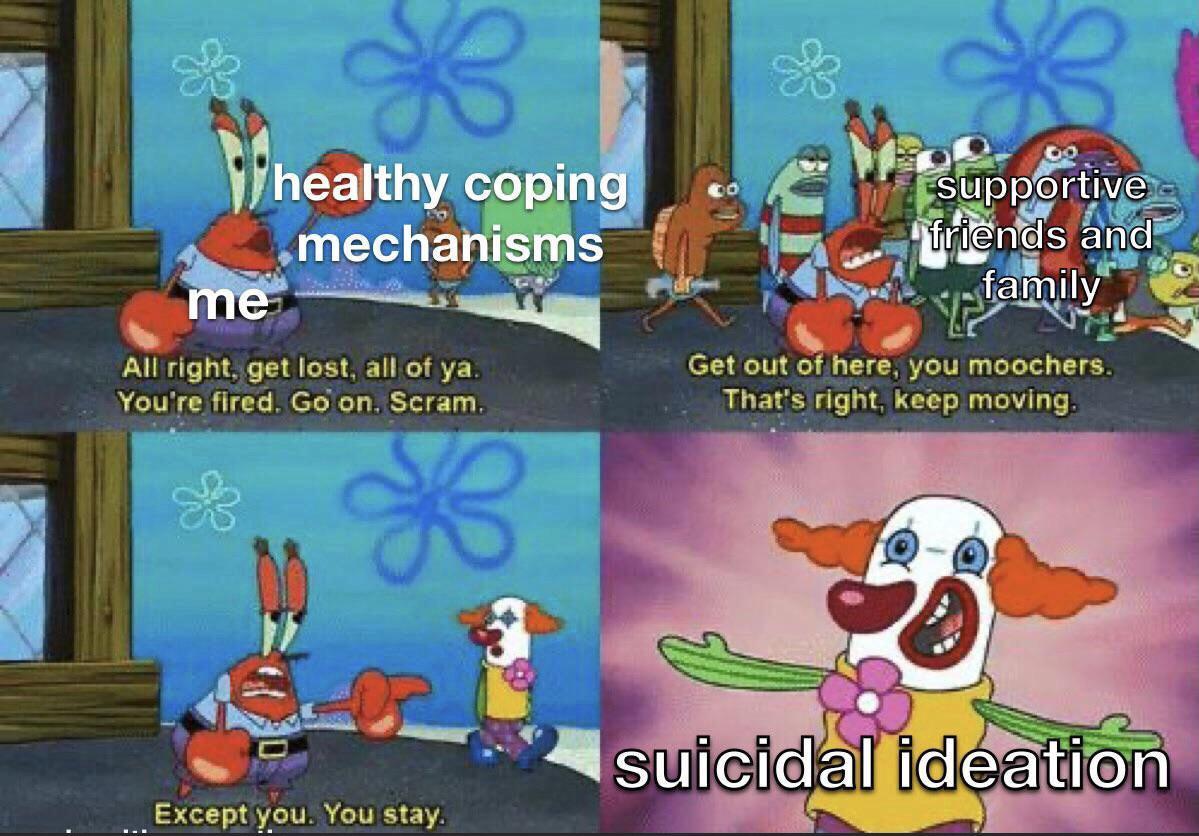 healthy coping
mechanisms
me
All right, get lost, all of ya.
You're fired. Go on. Scram.
supportive
friends and
family
Get out of here, you moochers.
That's right, keep moving.
Except you. You stay.
suicidal ideation